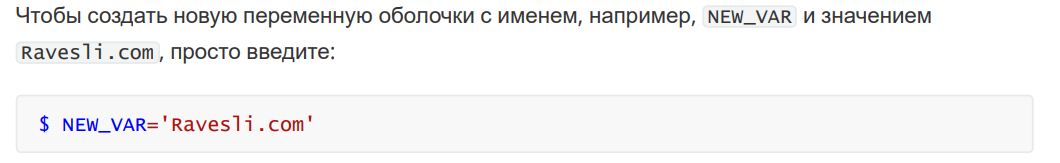 Чтобы создать новую переменную оболочки с именем, например, NEW_VAR и значением
Ravesli.com, просто введите:
$ NEW_VAR='Ravesli.com'